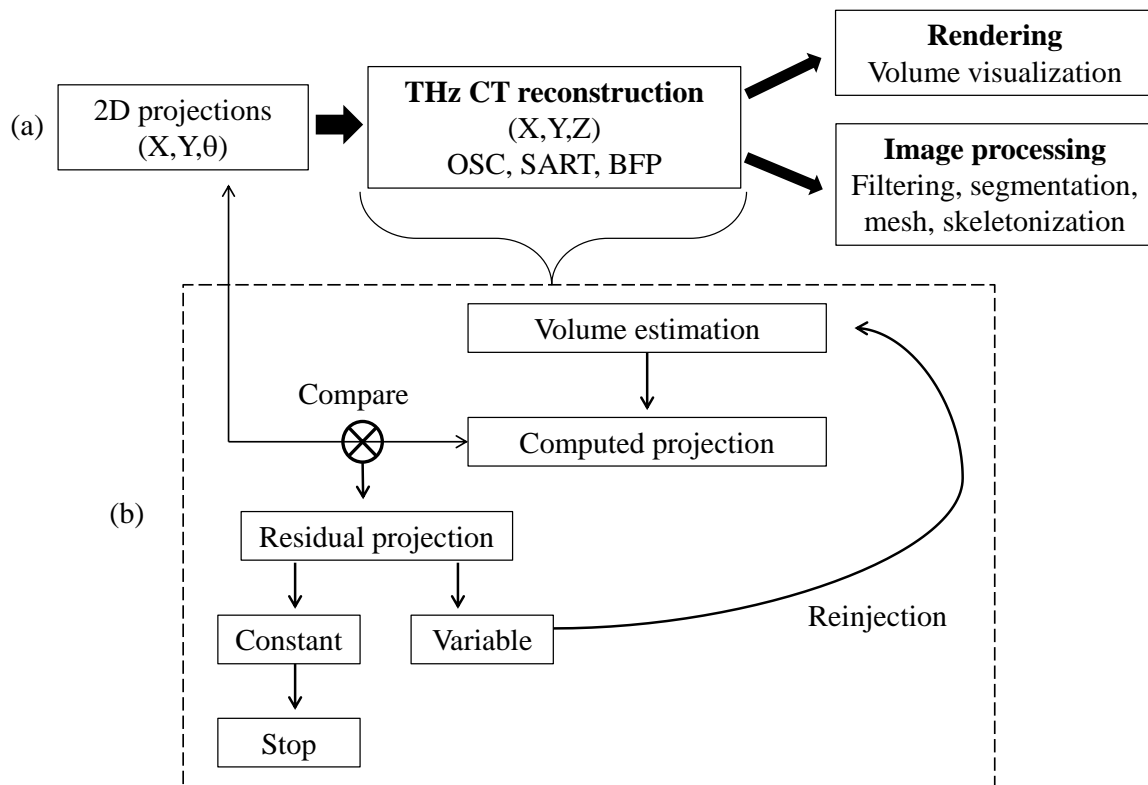 (a)
2D projections
(X,Y,θ)
THz CT reconstruction
(X,Y,Z)
OSC, SART, BFP
Rendering
Volume visualization
Image processing
Filtering, segmentation,
mesh, skeletonization
(b)
Volume estimation
Compare
Computed projection
Residual projection
Constant
Variable
Reinjection
Stop